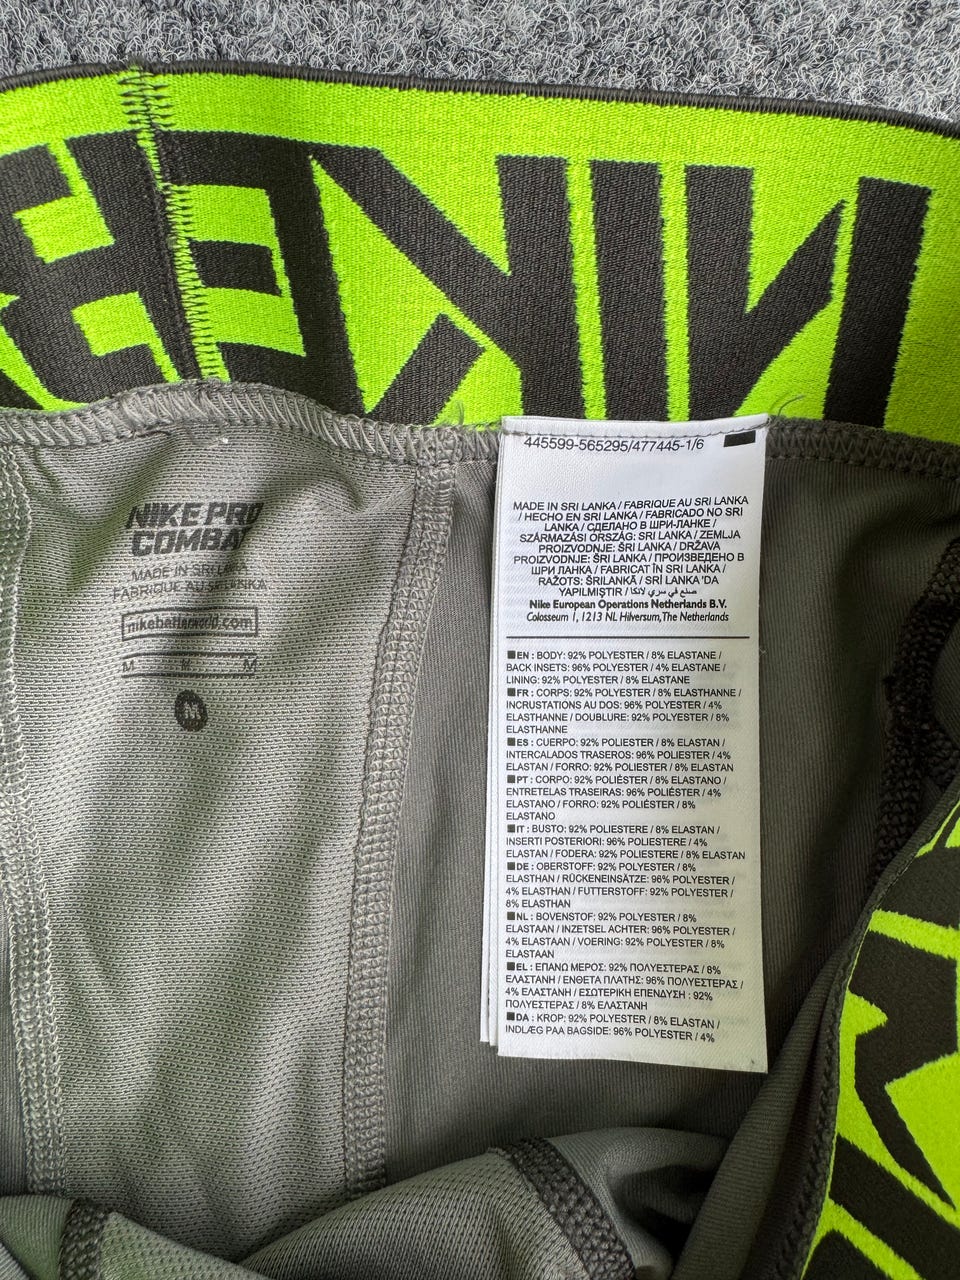 NIKE
NIKE PRO
COMBAT
MADE IN SRI LANKA
FABRIQUE AU SRI LANKA
nikebetterworld.com
M M M
M
445599-565295/477445-1/6
MADE IN SRI LANKA / FABRIQUE AU SRI LANKA
/ HECHO EN SRI LANKA / FABRICADO NO SRI
LANKA / СДЕЛАНО В ШРИ-ЛАНКЕ /
SZÁRMAZÁSI ORSZÁG: SRI LANKA / ZEMLJA
PROIZVODNJE: ŠRI LANKA / DRŽAVA
PROIZVODNJE: ŠRI LANKA / ПРОИЗВЕДЕНО В
ШРИ ЛАНКА / FABRICAT ÎN SRI LANKA /
RAŽOTS: ŠRILANKĀ / SRİ LANKA 'DA
YAPILMIŞTIR / صنع في سري لانكا
Nike European Operations Netherlands B.V.
Colosseum 1, 1213 NL Hilversum, The Netherlands
EN : BODY: 92% POLYESTER / 8% ELASTANE /
BACK INSETS: 96% POLYESTER / 4% ELASTANE /
LINING: 92% POLYESTER / 8% ELASTANE
FR : CORPS: 92% POLYESTER / 8% ELASTHANNE /
INCRUSTATIONS AU DOS: 96% POLYESTER / 4%
ELASTHANNE / DOUBLURE: 92% POLYESTER / 8%
ELASTHANNE
ES : CUERPO: 92% POLIESTER / 8% ELASTAN /
INTERCALADOS TRASEROS: 96% POLIESTER / 4%
ELASTAN / FORRO: 92% POLIESTER / 8% ELASTAN
PT : CORPO: 92% POLIÉSTER / 8% ELASTANO /
ENTRETELAS TRASEIRAS: 96% POLIÉSTER / 4%
ELASTANO / FORRO: 92% POLIÉSTER / 8%
ELASTANO
IT : BUSTO: 92% POLIESTERE / 8% ELASTAN /
INSERTI POSTERIORI: 96% POLIESTERE / 4%
ELASTAN / FODERA: 92% POLIESTERE / 8% ELASTAN
DE : OBERSTOFF: 92% POLYESTER / 8%
ELASTHAN / RÜCKENEINSÄTZE: 96% POLYESTER /
4% ELASTHAN / FUTTERSTOFF: 92% POLYESTER /
8% ELASTHAN
NL : BOVENSTOF: 92% POLYESTER / 8%
ELASTAAN / INZETSEL ACHTER: 96% POLYESTER /
4% ELASTAAN / VOERING: 92% POLYESTER / 8%
ELASTAAN
EL : ΕΠΑΝΩ ΜΕΡΟΣ: 92% ΠΟΛΥΕΣΤΕΡΑΣ / 8%
ΕΛΑΣΤΑΝΗ / ΕΝΘΕΤΑ ΠΛΑΤΗΣ: 96% ΠΟΛΥΕΣΤΕΡΑΣ /
4% ΕΛΑΣΤΑΝΗ / ΕΣΩΤΕΡΙΚΗ ΕΠΕΝΔΥΣΗ : 92%
ΠΟΛΥΕΣΤΕΡΑΣ / 8% ΕΛΑΣΤΑΝΗ
DA : KROP: 92% POLYESTER / 8% ELASTAN /
INDLÆG PAA BAGSIDE: 96% POLYESTER / 4%